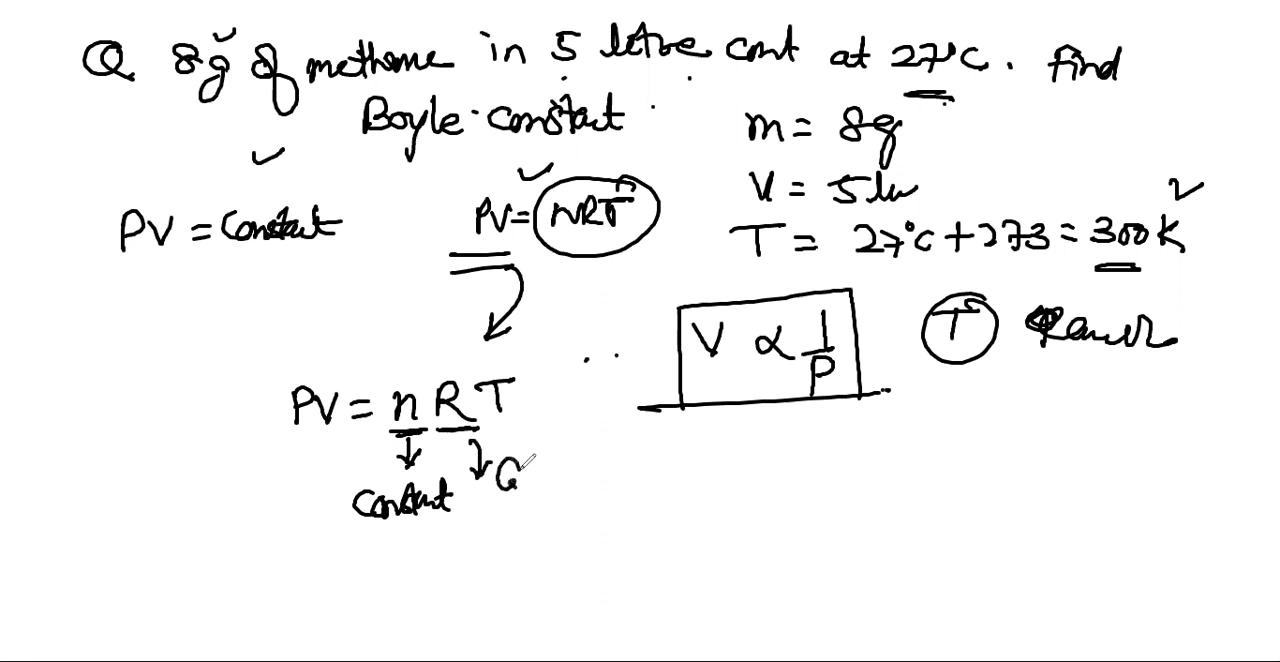 Q 8g of methane in 5 litre cont at 27°C. Find
Boyle constant
m = 8g
V = 5
T = 27°C + 273 = 300K
PV = Constant PV = nRT
V ∝ 1/P T
PV = nRT
Constant